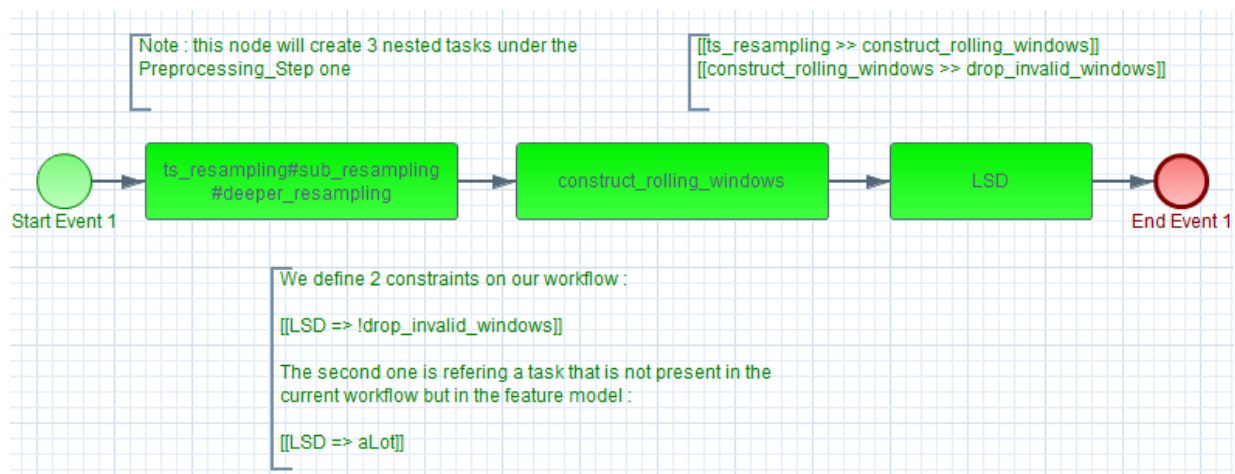 Note : this node will create 3 nested tasks under the
Preprocessing_Step one
[[ts_resampling >> construct_rolling_windows]]
[[construct_rolling_windows >> drop_invalid_windows]]
Start Event 1
ts_resampling#sub_resampling
#deeper_resampling
construct_rolling_windows
LSD
End Event 1
We define 2 constraints on our workflow :
[[LSD => !drop_invalid_windows]]
The second one is refering a task that is not present in the
current workflow but in the feature model :
[[LSD => aLot]]